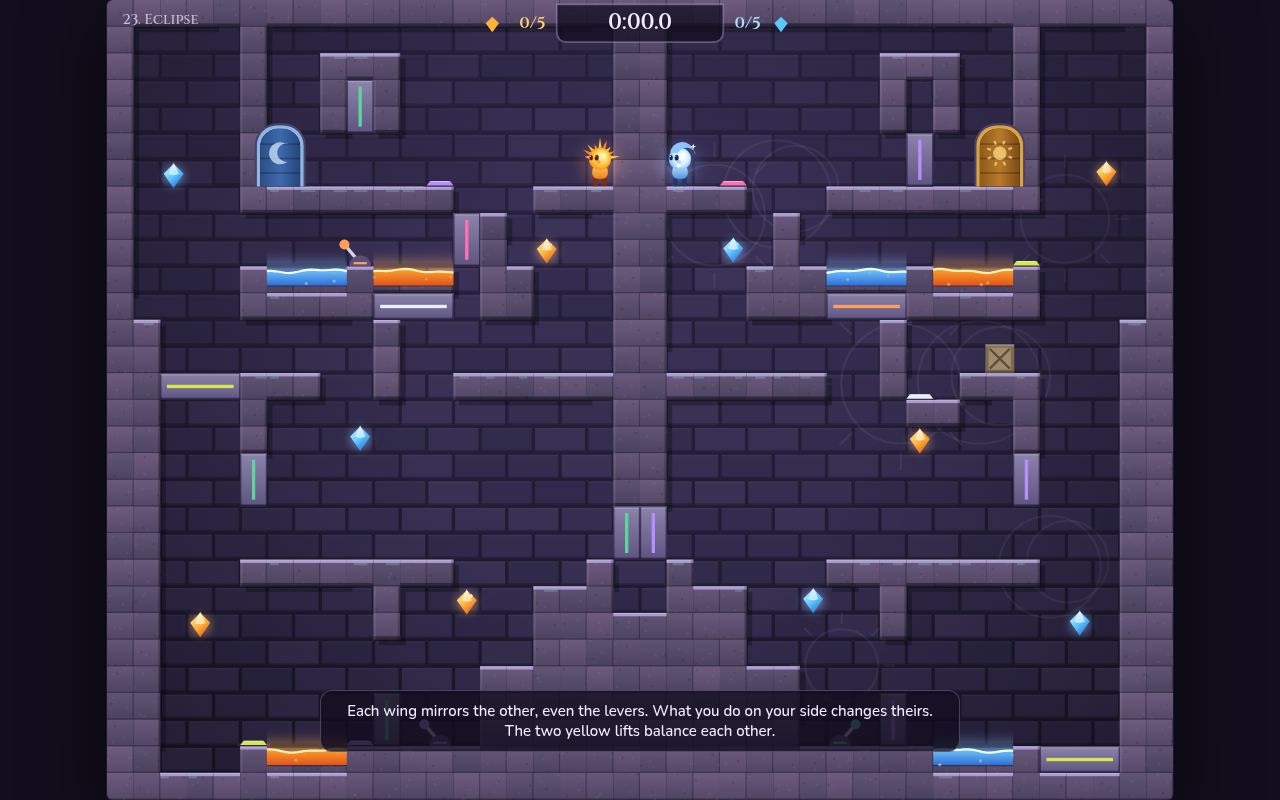 23. Eclipse
0/5
0:00.0
0/5
Each wing mirrors the other, even the levers. What you do on your side changes theirs.
The two yellow lifts balance each other.